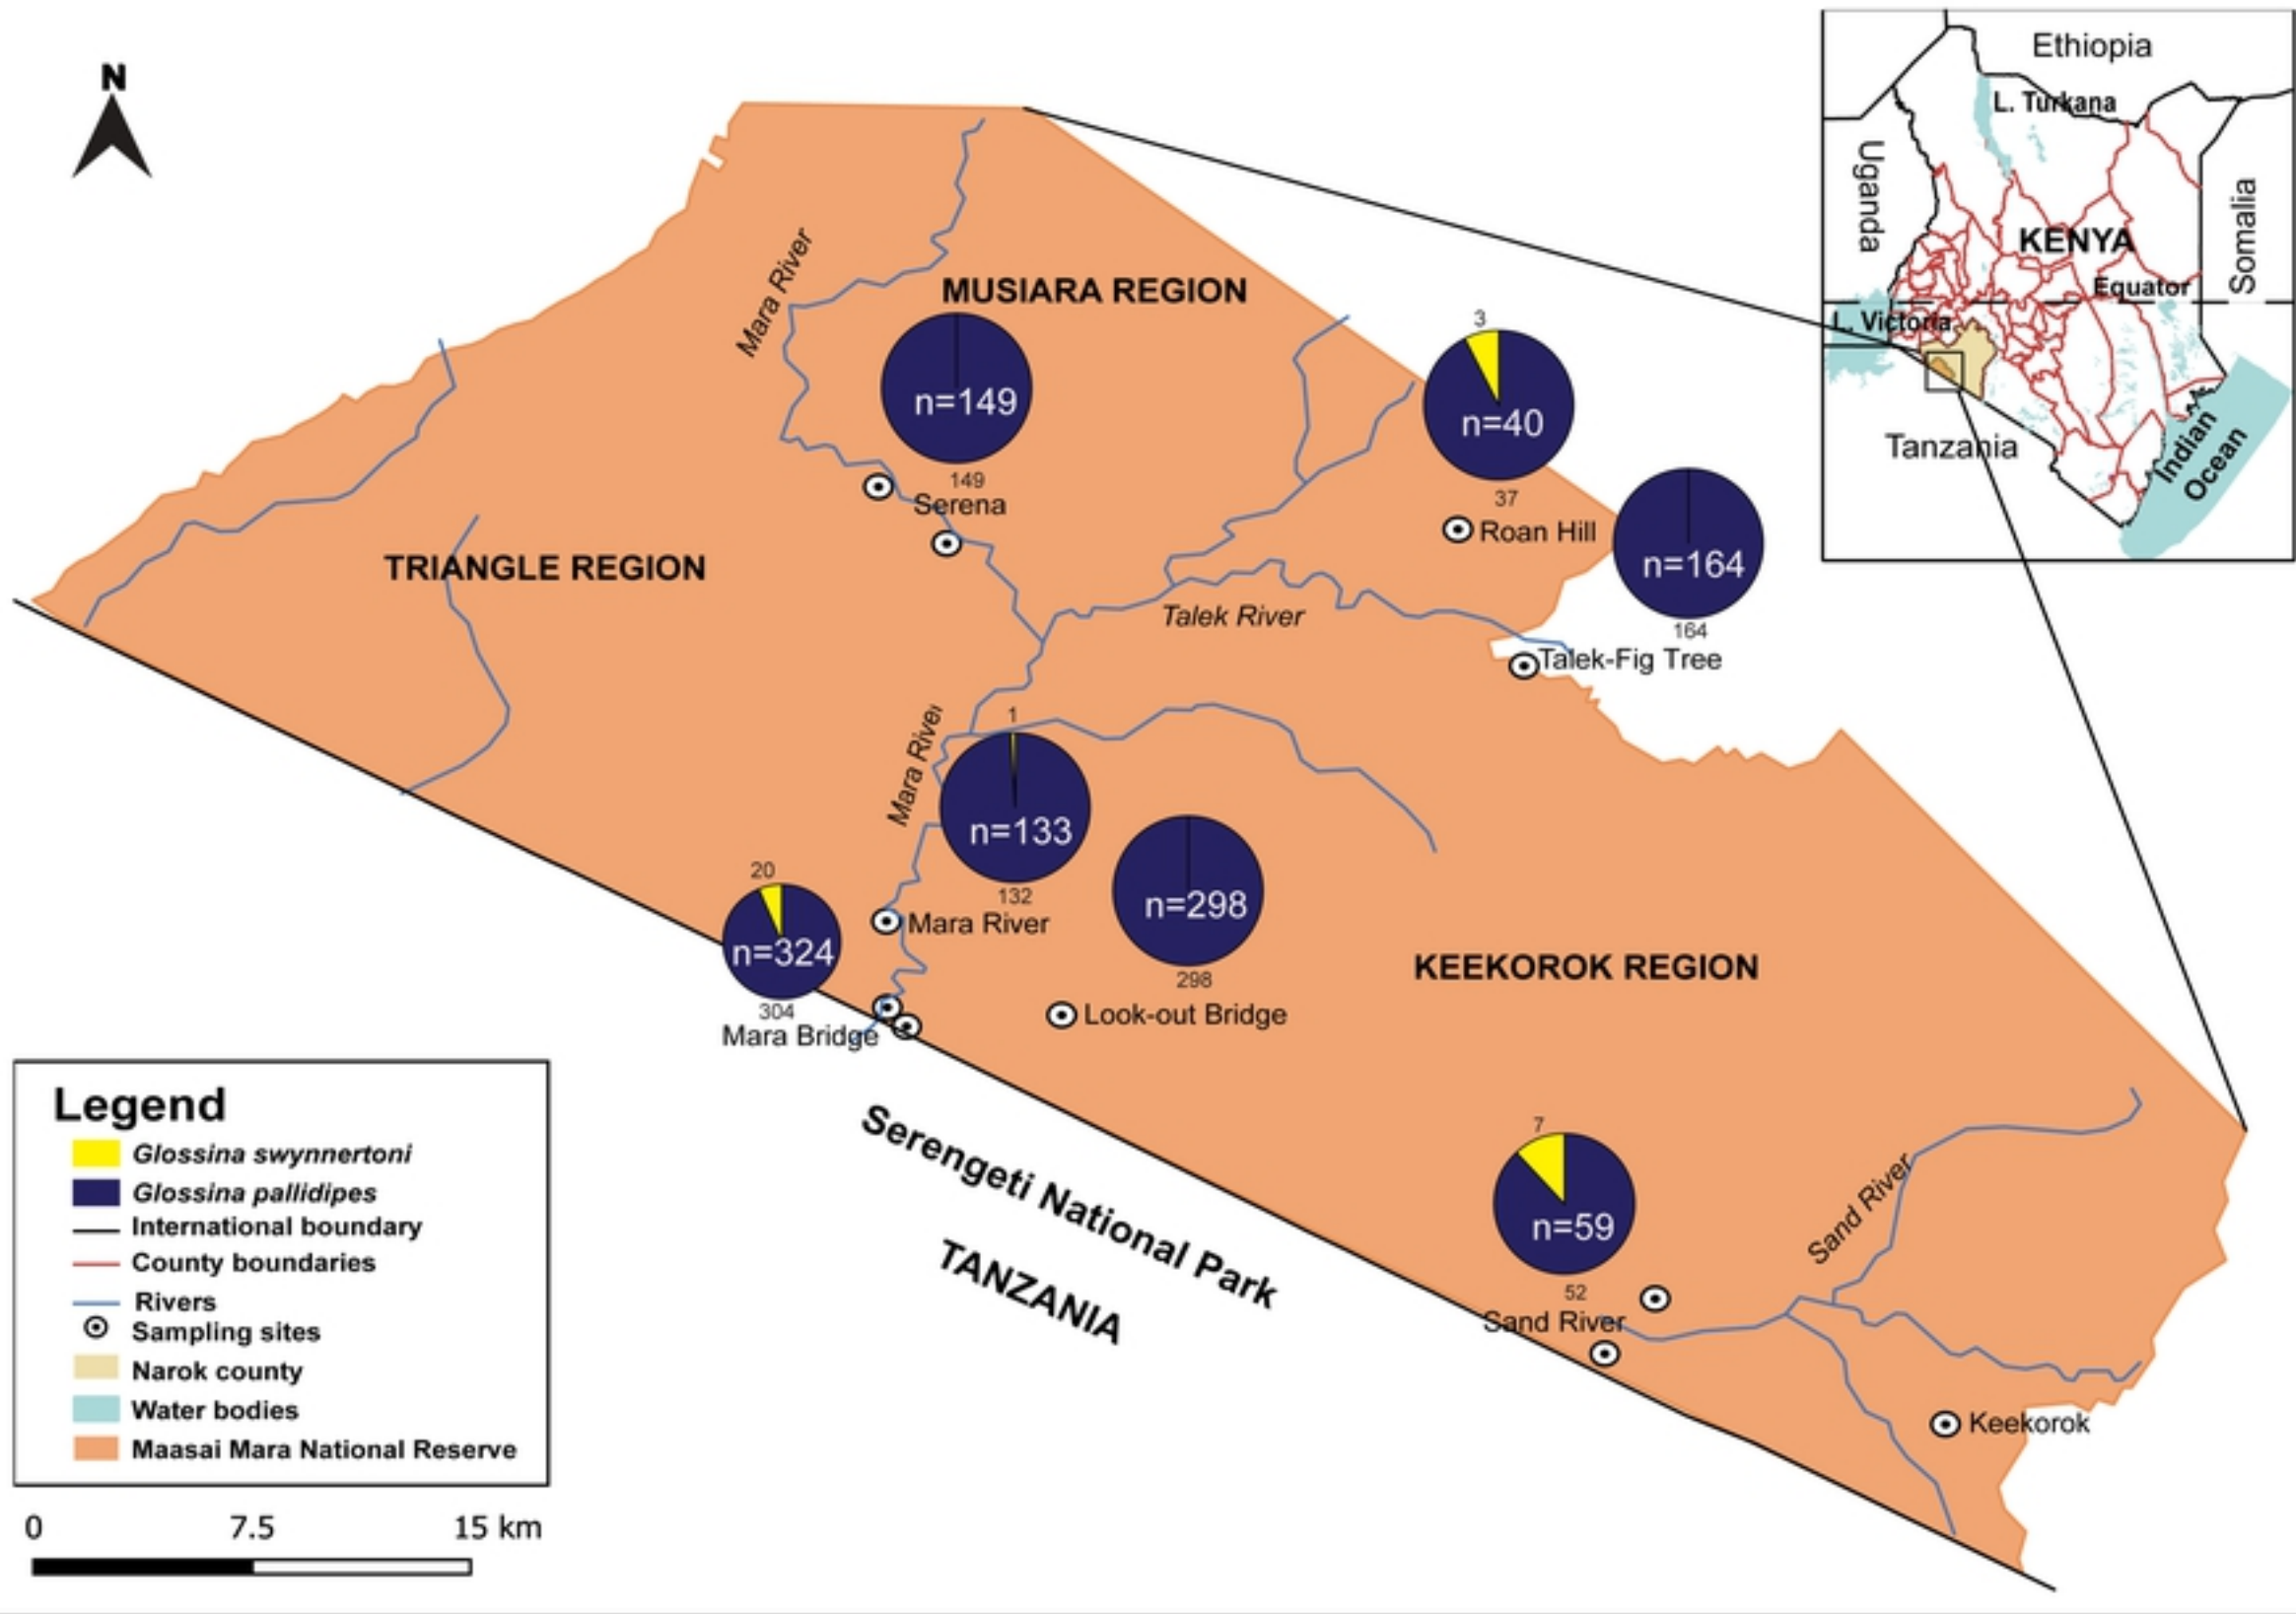 N
Ethiopia
L. Turkana
Uganda
Somalia
KENYA
Equator
L. Victoria
Tanzania
Indian
Ocean
Mara River
MUSIARA REGION
n=149
149
Serena
3
n=40
37
Roan Hill
n=164
164
Talek-Fig Tree
TRIANGLE REGION
Talek River
Mara River
1
n=133
132
Mara River
n=298
298
Look-out Bridge
20
n=324
304
Mara Bridge
KEEKOROK REGION
7
n=59
52
Sand River
Sand River
Keekorok
Serengeti National Park
TANZANIA
Legend
Glossina swynnertoni
Glossina pallidipes
International boundary
County boundaries
Rivers
Sampling sites
Narok county
Water bodies
Maasai Mara National Reserve
0 7.5 15 km